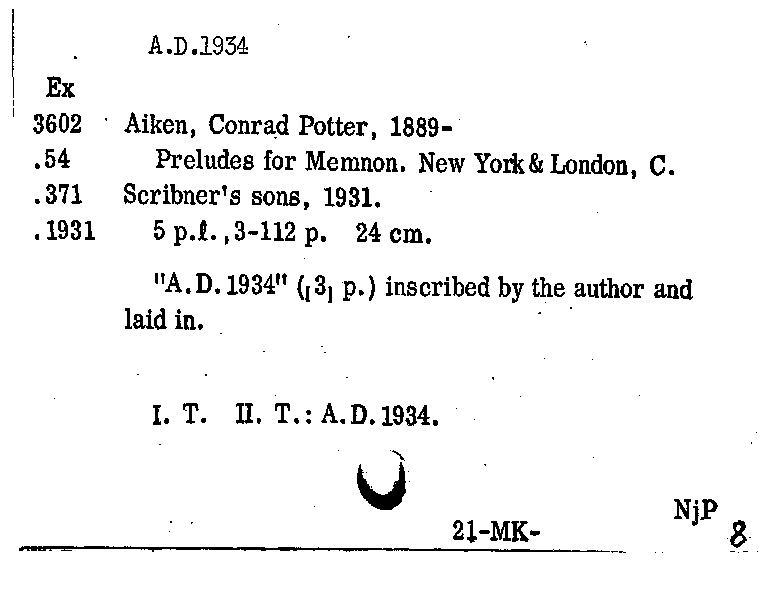 A.D.1934
Ex
3602 Aiken, Conrad Potter, 1889-
.54 Preludes for Memnon. New York & London, C.
.371 Scribner's sons, 1931.
.1931 5 p.ℓ.,3-112 p. 24 cm.
"A.D.1934" ([3] p.) inscribed by the author and
laid in.
I. T. II. T.: A.D.1934.
NjP
21-MK- 8